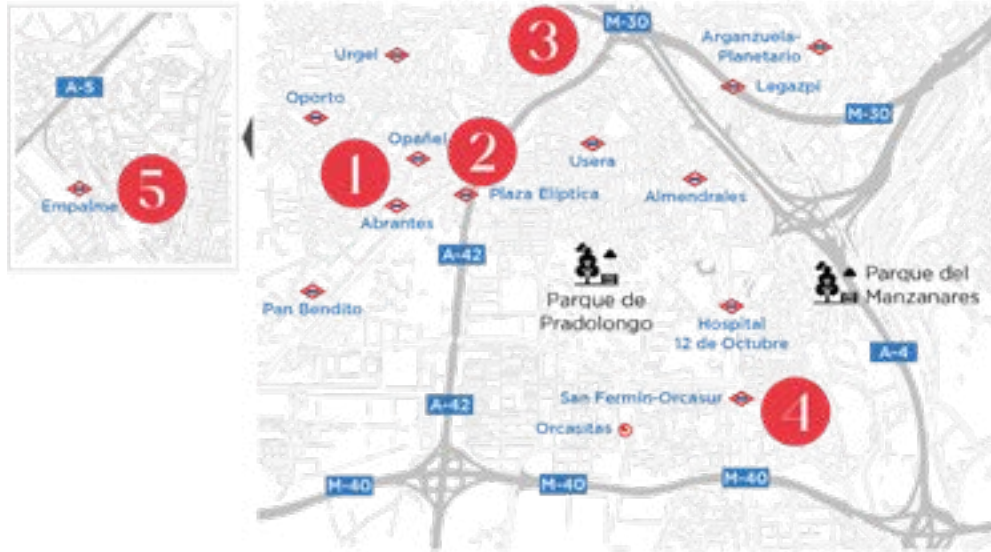 A-5
Empalme
5
M-30
3
Urgel
Arganzuela-
Planetario
Legazpi
M-30
Oporto
Opañel
1
2
Usera
Plaza Elíptica
Almendrales
Abrantes
A-42
Pan Bendito
Parque de
Pradolongo
Parque del
Manzanares
Hospital
12 de Octubre
A-4
A-42
San Fermín-Orcasur
4
Orcasitas
M-40
M-40
M-40